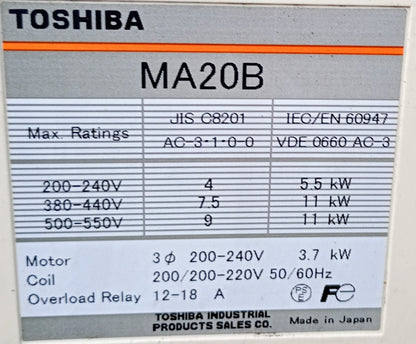 TOSHIBA
MA20B
Max. Ratings
JIS C8201 IEC/EN 60947
AC-3-1-0-0 VDE 0660 AC-3
200-240V 4 5.5 kW
380-440V 7.5 11 kW
500-550V 9 11 kW
Motor 3φ 200-240V 3.7 kW
Coil 200/200-220V 50/60Hz
Overload Relay 12-18 A PSE Fe
TOSHIBA INDUSTRIAL
PRODUCTS SALES CO. Made in Japan